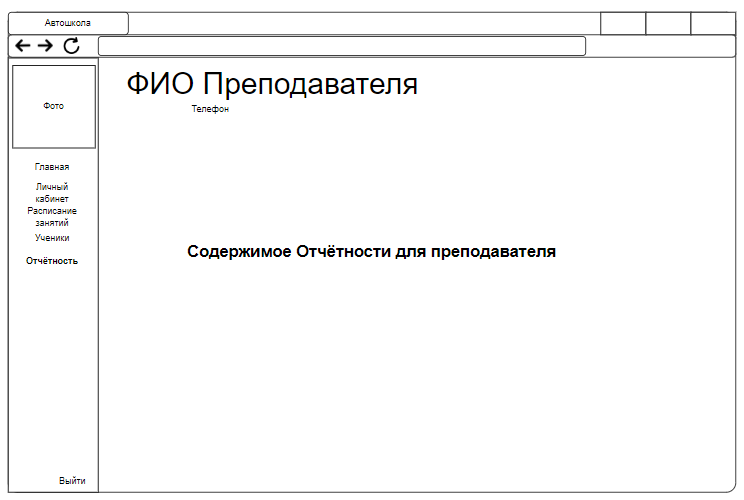 Автошкола
ФИО Преподавателя
Телефон
Фото
Главная
Личный
кабинет
Расписание
занятий
Ученики
Отчётность
Содержимое Отчётности для преподавателя
Выйти